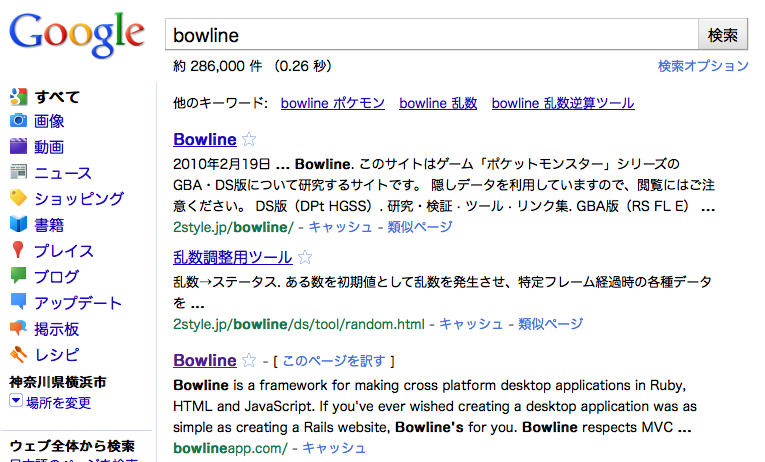 Google
bowline
検索
約 286,000 件 （0.26 秒）
検索オプション
すべて
画像
動画
ニュース
ショッピング
書籍
プレイス
ブログ
アップデート
掲示板
レシピ
神奈川県横浜市
場所を変更
ウェブ全体から検索
日本語のページを検索
他のキーワード: bowline ポケモン bowline 乱数 bowline 乱数逆算ツール
Bowline
2010年2月19日 ... Bowline. このサイトはゲーム「ポケットモンスター」シリーズの
GBA・DS版について研究するサイトです。 隠しデータを利用していますので、閲覧にはご注
意ください。 DS版（DPt HGSS）. 研究・検証・ツール・リンク集. GBA版（RS FL E） ...
2style.jp/bowline/ - キャッシュ - 類似ページ
乱数調整用ツール
乱数→ステータス. ある数を初期値として乱数を発生させ、特定フレーム経過時の各種データ
を ...
2style.jp/bowline/ds/tool/random.html - キャッシュ - 類似ページ
Bowline - [ このページを訳す ]
Bowline is a framework for making cross platform desktop applications in Ruby,
HTML and JavaScript. If you've ever wished creating a desktop application was as
simple as creating a Rails website, Bowline's for you. Bowline respects MVC ...
bowlineapp.com/ - キャッシュ